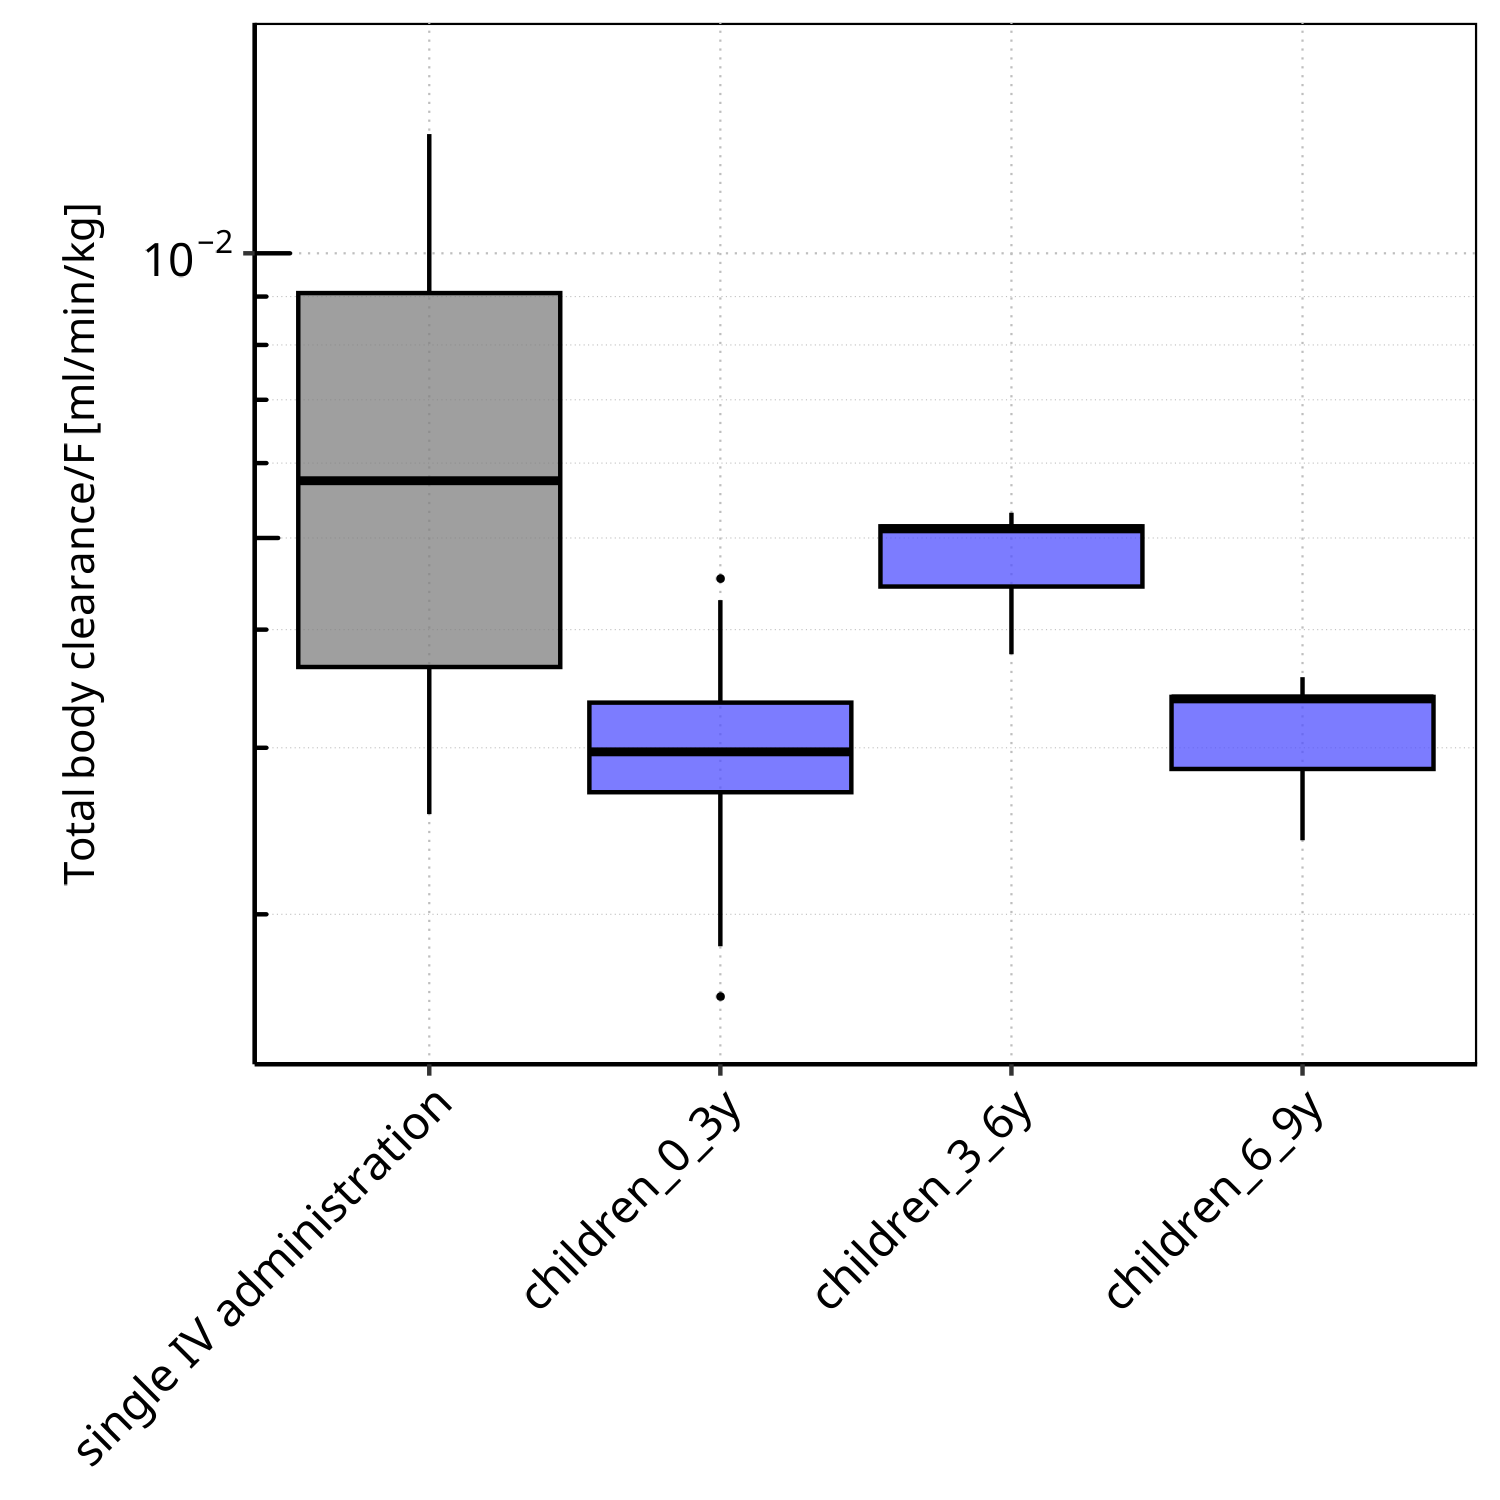 Total body clearance/F [ml/min/kg]
10⁻²
single IV administration
children_0_3y
children_3_6y
children_6_9y